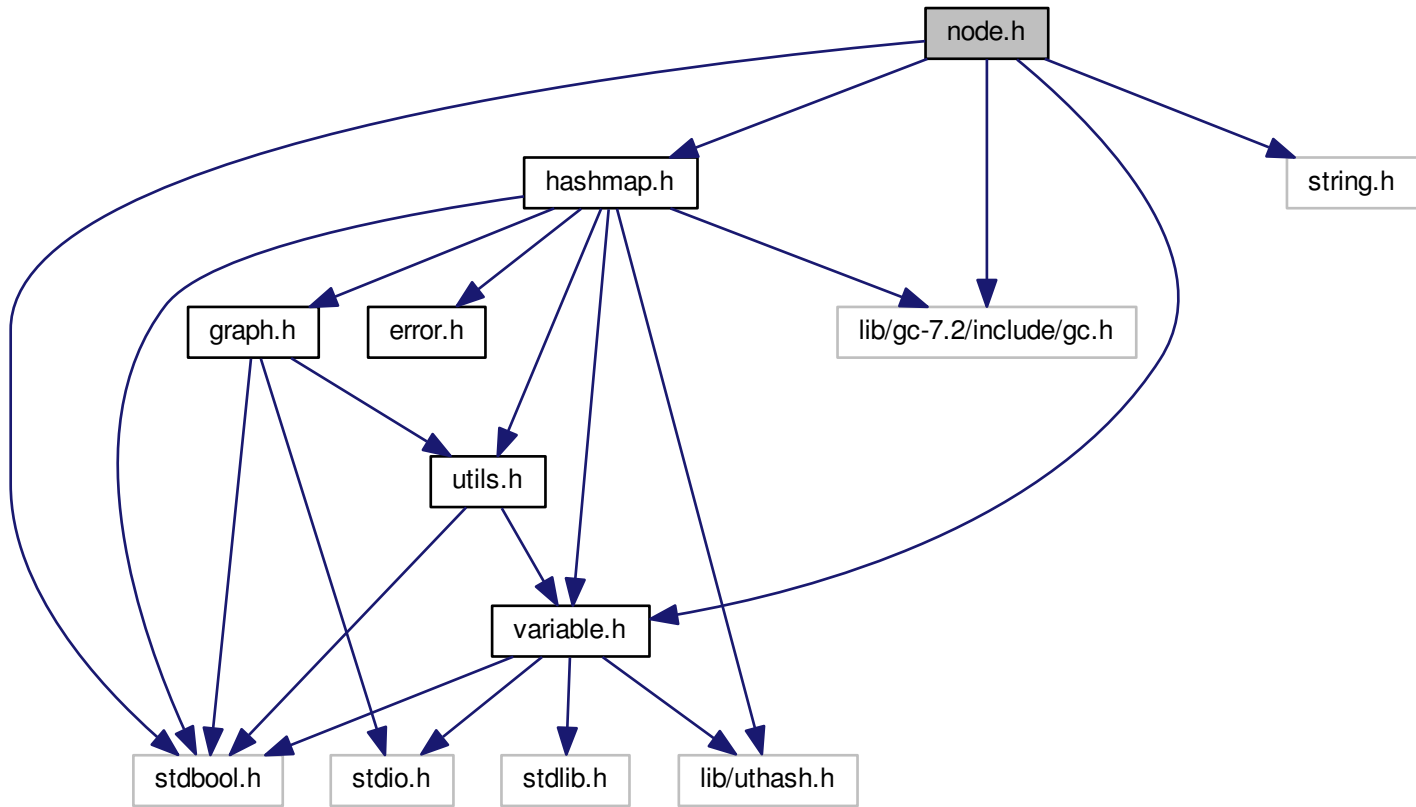 node.h
hashmap.h
string.h
graph.h
error.h
lib/gc-7.2/include/gc.h
utils.h
variable.h
stdbool.h
stdio.h
stdlib.h
lib/uthash.h